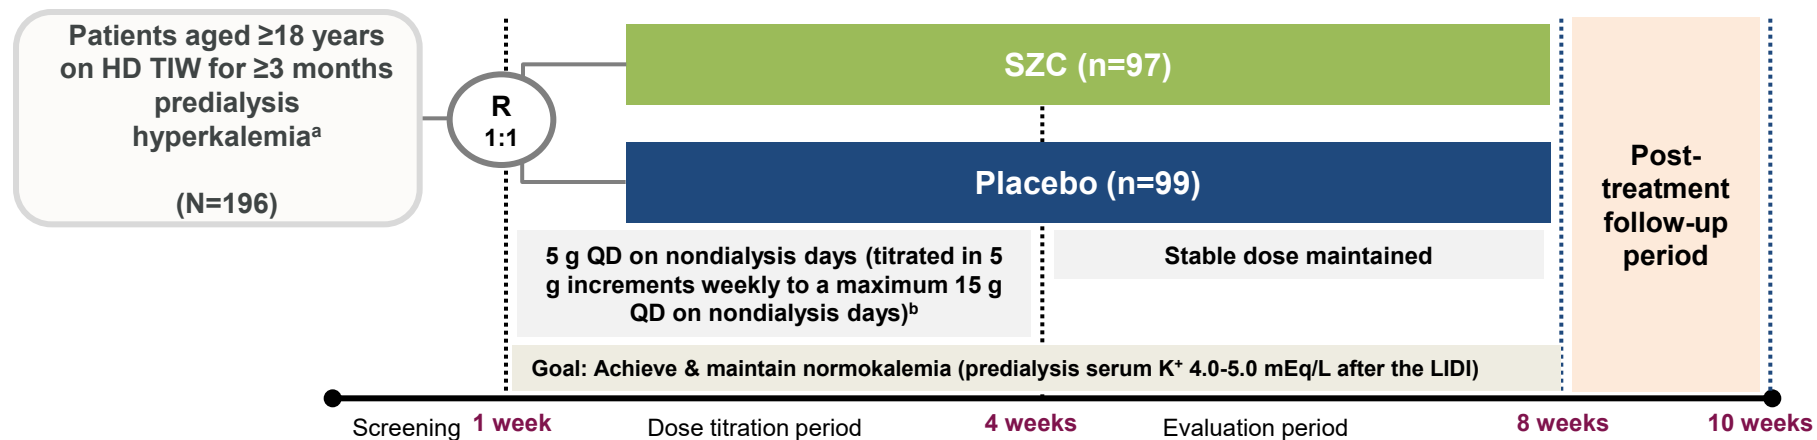 Patients aged ≥18 years
on HD TIW for ≥3 months
predialysis
hyperkalemiaᵃ
(N=196)
R
1:1
SZC (n=97)
Placebo (n=99)
5 g QD on nondialysis days (titrated in 5
g increments weekly to a maximum 15 g
QD on nondialysis days)ᵇ
Stable dose maintained
Goal: Achieve & maintain normokalemia (predialysis serum K⁺ 4.0-5.0 mEq/L after the LIDI)
Post-
treatment
follow-up
period
Screening 1 week Dose titration period 4 weeks Evaluation period 8 weeks 10 weeks